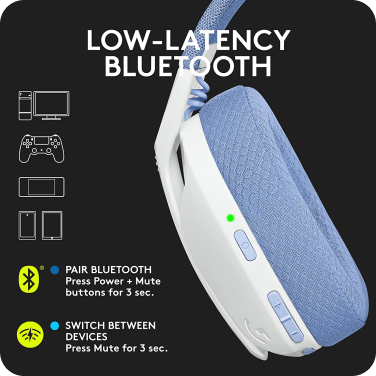 LOW-LATENCY
BLUETOOTH
PAIR BLUETOOTH
Press Power + Mute
buttons for 3 sec.
SWITCH BETWEEN
DEVICES
Press Mute for 3 sec.